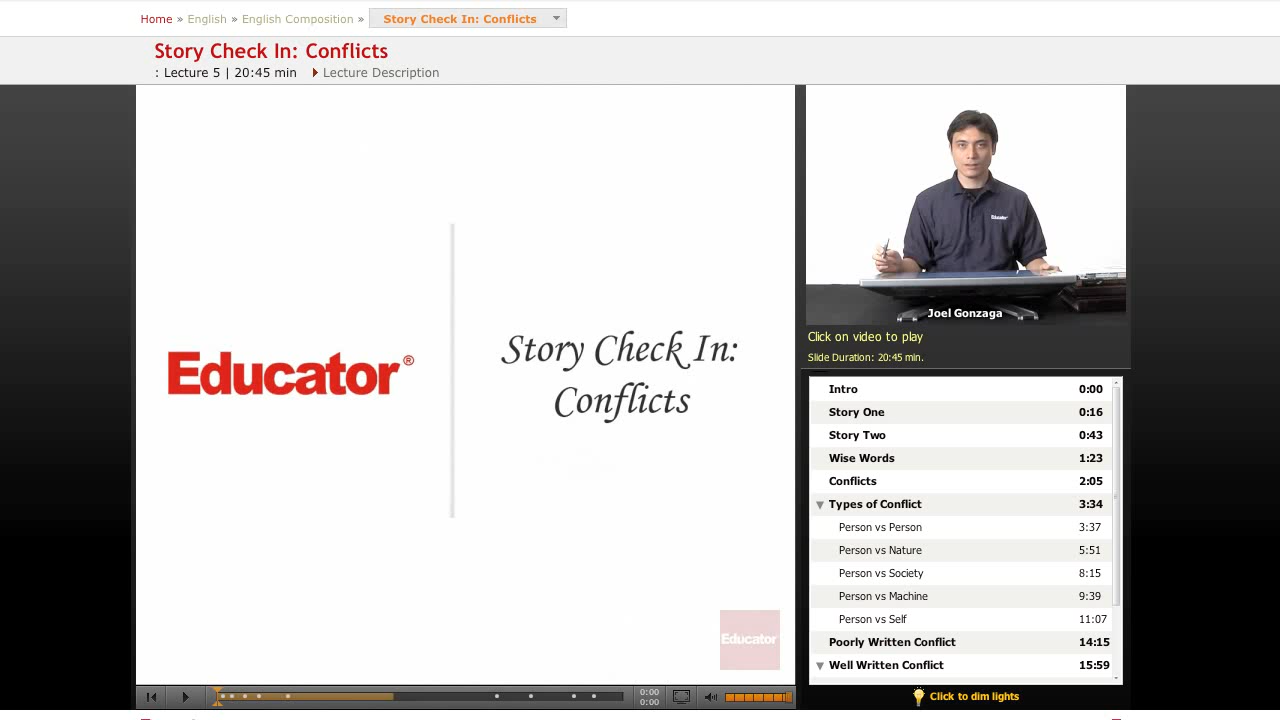 Home » English » English Composition » Story Check In: Conflicts
Story Check In: Conflicts
: Lecture 5 | 20:45 min Lecture Description
Educator®
Story Check In:
Conflicts
Educator
Educator
Joel Gonzaga
Click on video to play
Slide Duration: 20:45 min.
Intro 0:00
Story One 0:16
Story Two 0:43
Wise Words 1:23
Conflicts 2:05
Types of Conflict 3:34
Person vs Person 3:37
Person vs Nature 5:51
Person vs Society 8:15
Person vs Machine 9:39
Person vs Self 11:07
Poorly Written Conflict 14:15
Well Written Conflict 15:59
0:00
0:00
Click to dim lights